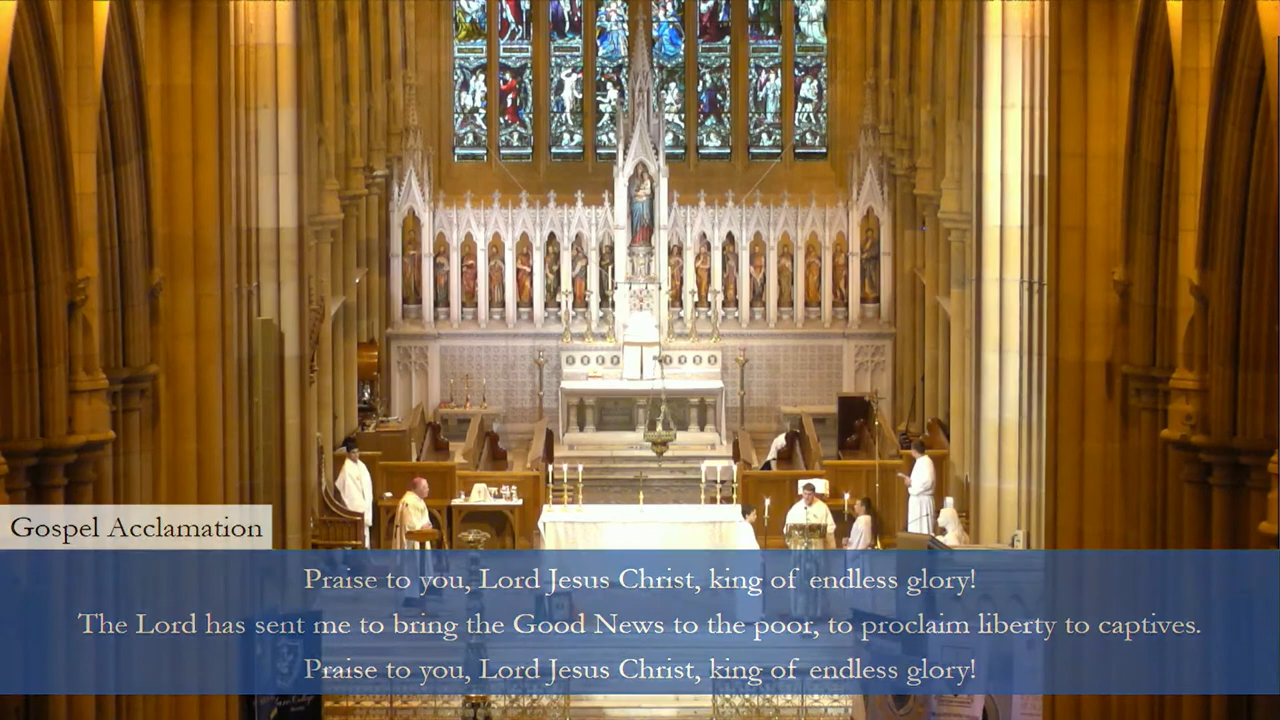 Gospel Acclamation
Praise to you, Lord Jesus Christ, king of endless glory!
The Lord has sent me to bring the Good News to the poor, to proclaim liberty to captives.
Praise to you, Lord Jesus Christ, king of endless glory!